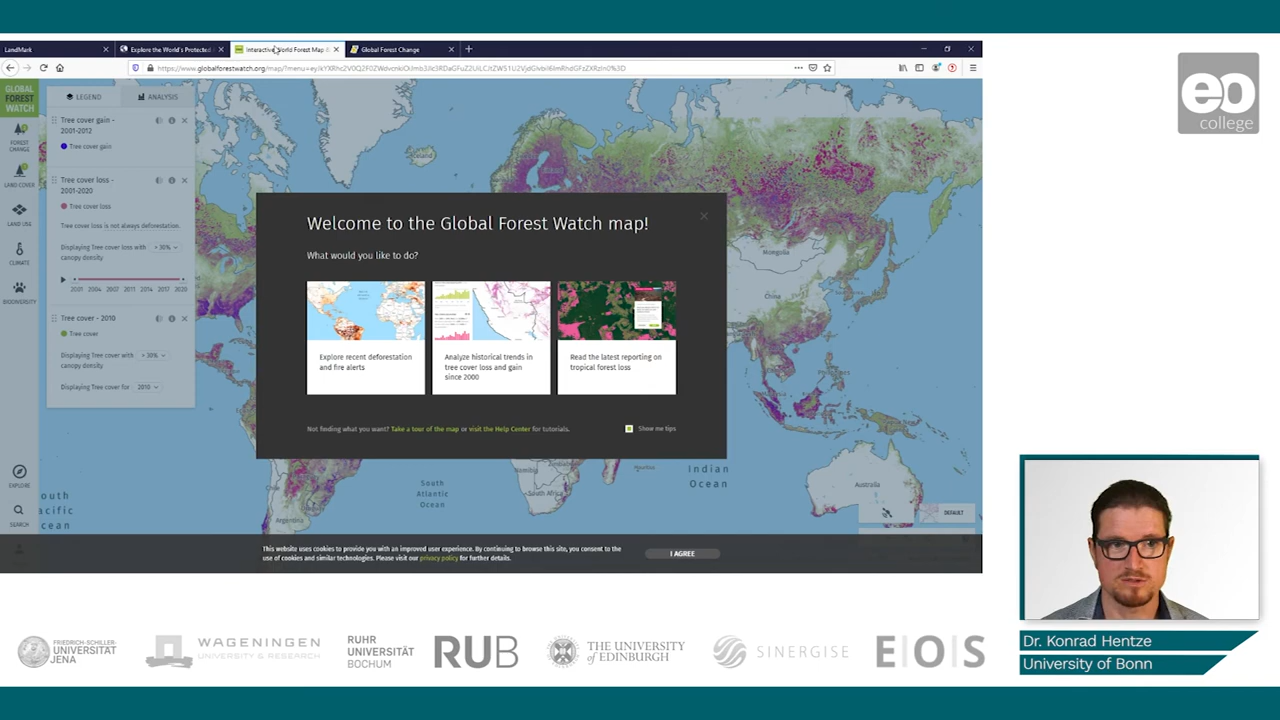 LandMark
Explore the World's Protected
Interactive World Forest Map &
Global Forest Change
eo
college
GLOBAL
FOREST
WATCH
LEGEND
ANALYSIS
Tree cover gain -
2001-2012
Tree cover gain
FOREST
CHANGE
Tree cover loss -
2001-2020
LAND COVER
Tree cover loss
Tree cover loss is not always deforestation.
LAND USE
Displaying Tree cover loss with > 30%
canopy density
CLIMATE
2001 2004 2007 2011 2014 2017 2020
BIODIVERSITY
Tree cover - 2010
Tree cover
Displaying Tree cover with > 30%
canopy density
Displaying Tree cover for 2010
Iceland
Mongolia
China
Philippines
Welcome to the Global Forest Watch map!
What would you like to do?
Explore recent deforestation
and fire alerts
Analyze historical trends in
tree cover loss and gain
since 2000
Read the latest reporting on
tropical forest loss
Not finding what you want? Take a tour of the map or visit the Help Center for tutorials.
Show me tips
Namibia
Mauritius
Indian
Ocean
South
Atlantic
Ocean
South Africa
Australia
Argentina
EXPLORE
outh
acific
cean
SEARCH
DEFAULT
This website uses cookies to provide you with an improved user experience. By continuing to browse this site, you consent to the
use of cookies and similar technologies. Please visit our privacy policy for further details.
I AGREE
Dr. Konrad Hentze
University of Bonn
FRIEDRICH-SCHILLER-
UNIVERSITÄT
JENA
WAGENINGEN
UNIVERSITY & RESEARCH
RUHR
UNIVERSITÄT
BOCHUM
RUB
THE UNIVERSITY
of EDINBURGH
SINERGISE
E|O|S